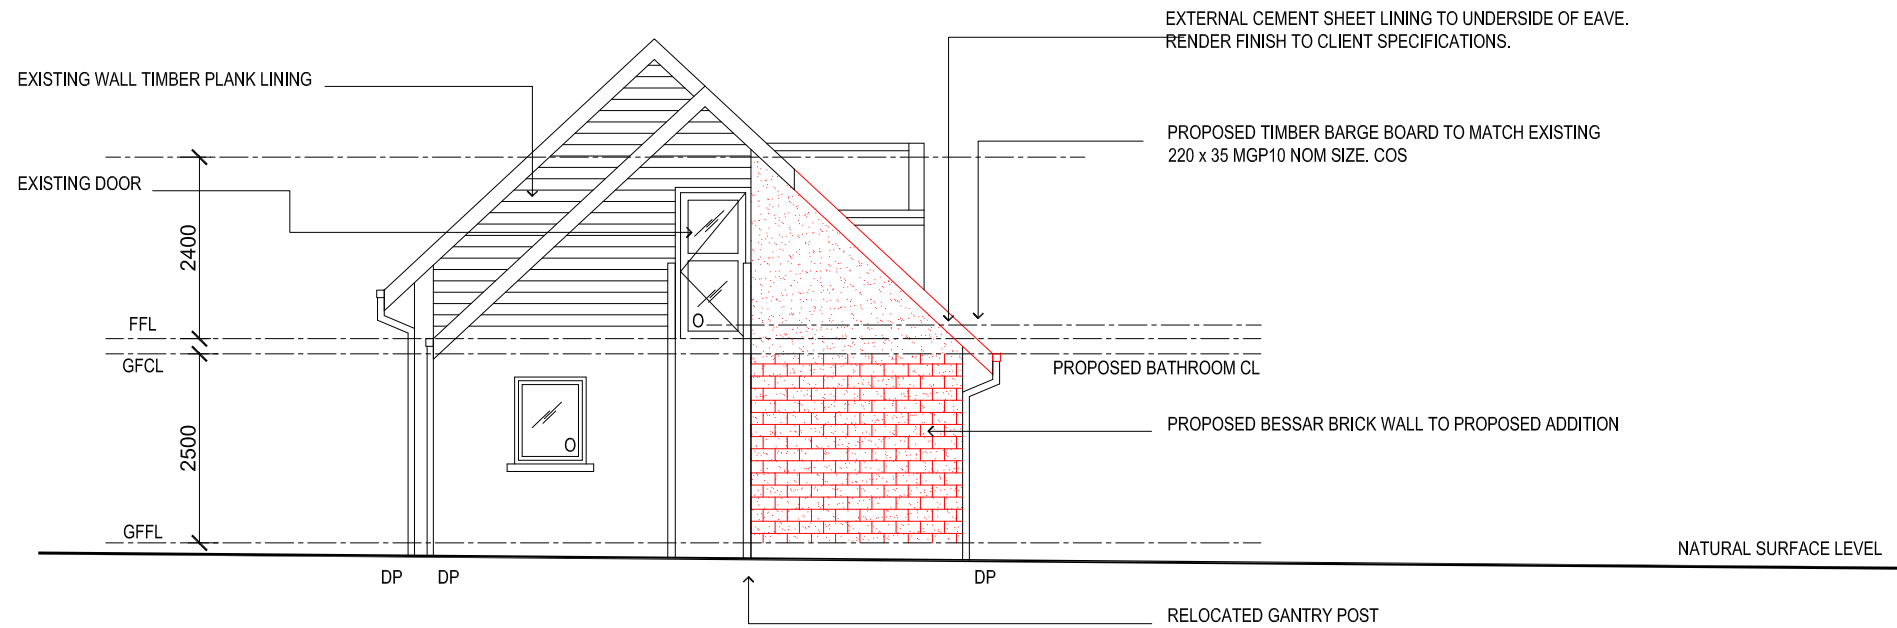 EXTERNAL CEMENT SHEET LINING TO UNDERSIDE OF EAVE.
RENDER FINISH TO CLIENT SPECIFICATIONS.
EXISTING WALL TIMBER PLANK LINING
PROPOSED TIMBER BARGE BOARD TO MATCH EXISTING
220 x 35 MGP10 NOM SIZE. COS
EXISTING DOOR
2400
FFL
GFCL
PROPOSED BATHROOM CL
PROPOSED BESSAR BRICK WALL TO PROPOSED ADDITION
2500
GFFL
NATURAL SURFACE LEVEL
DP
DP
DP
RELOCATED GANTRY POST